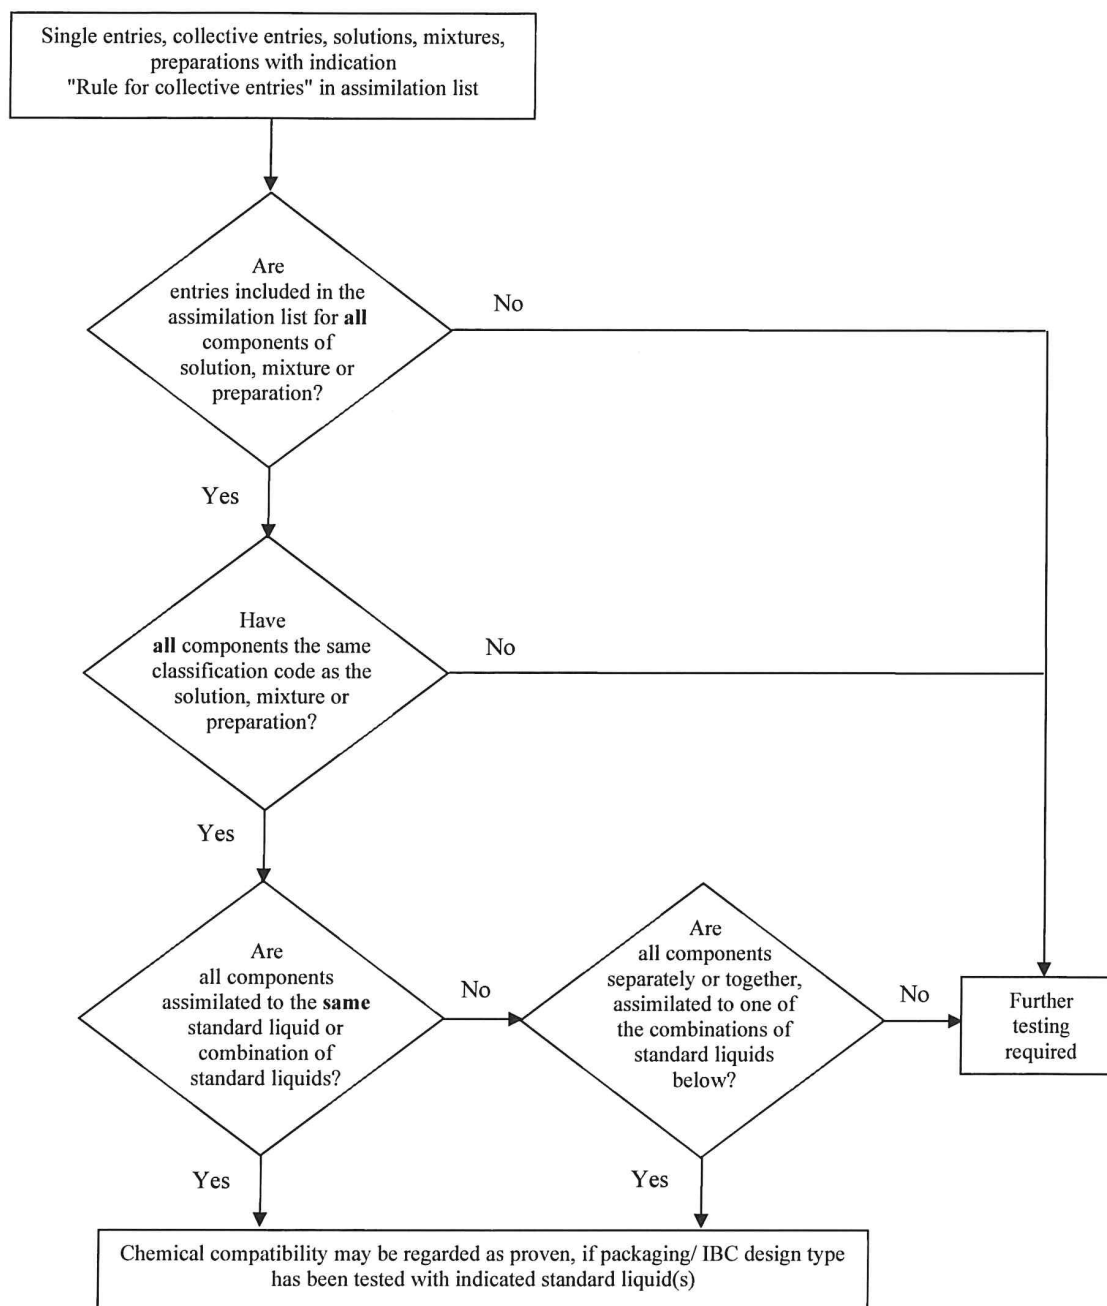 Single entries, collective entries, solutions, mixtures,
preparations with indication
"Rule for collective entries" in assimilation list
Are
entries included in the
assimilation list for all
components of
solution, mixture or
preparation?
No
Yes
Have
all components the same
classification code as the
solution, mixture or
preparation?
No
Yes
Are
all components
assimilated to the same
standard liquid or
combination of
standard liquids?
No
Are
all components
separately or together,
assimilated to one of
the combinations of
standard liquids
below?
No
Further
testing
required
Yes
Yes
Chemical compatibility may be regarded as proven, if packaging/ IBC design type
has been tested with indicated standard liquid(s)